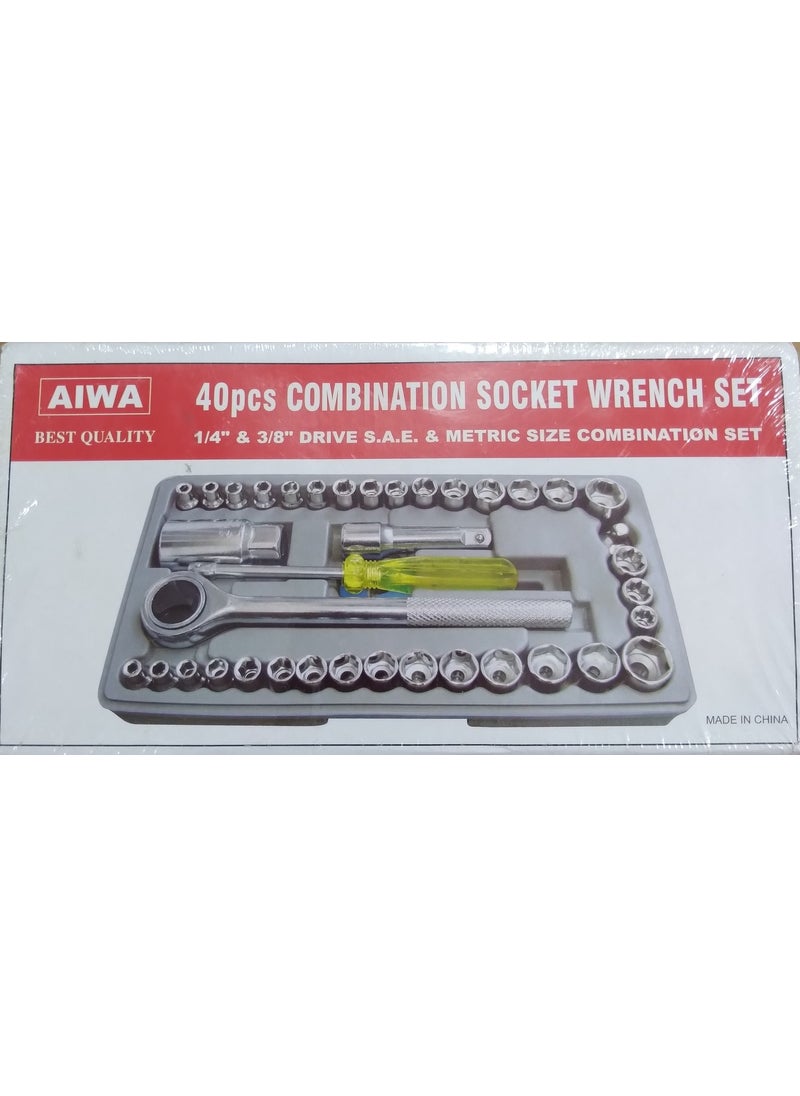 AIWA
BEST QUALITY
40pcs COMBINATION SOCKET WRENCH SET
1/4" & 3/8" DRIVE S.A.E. & METRIC SIZE COMBINATION SET
MADE IN CHINA